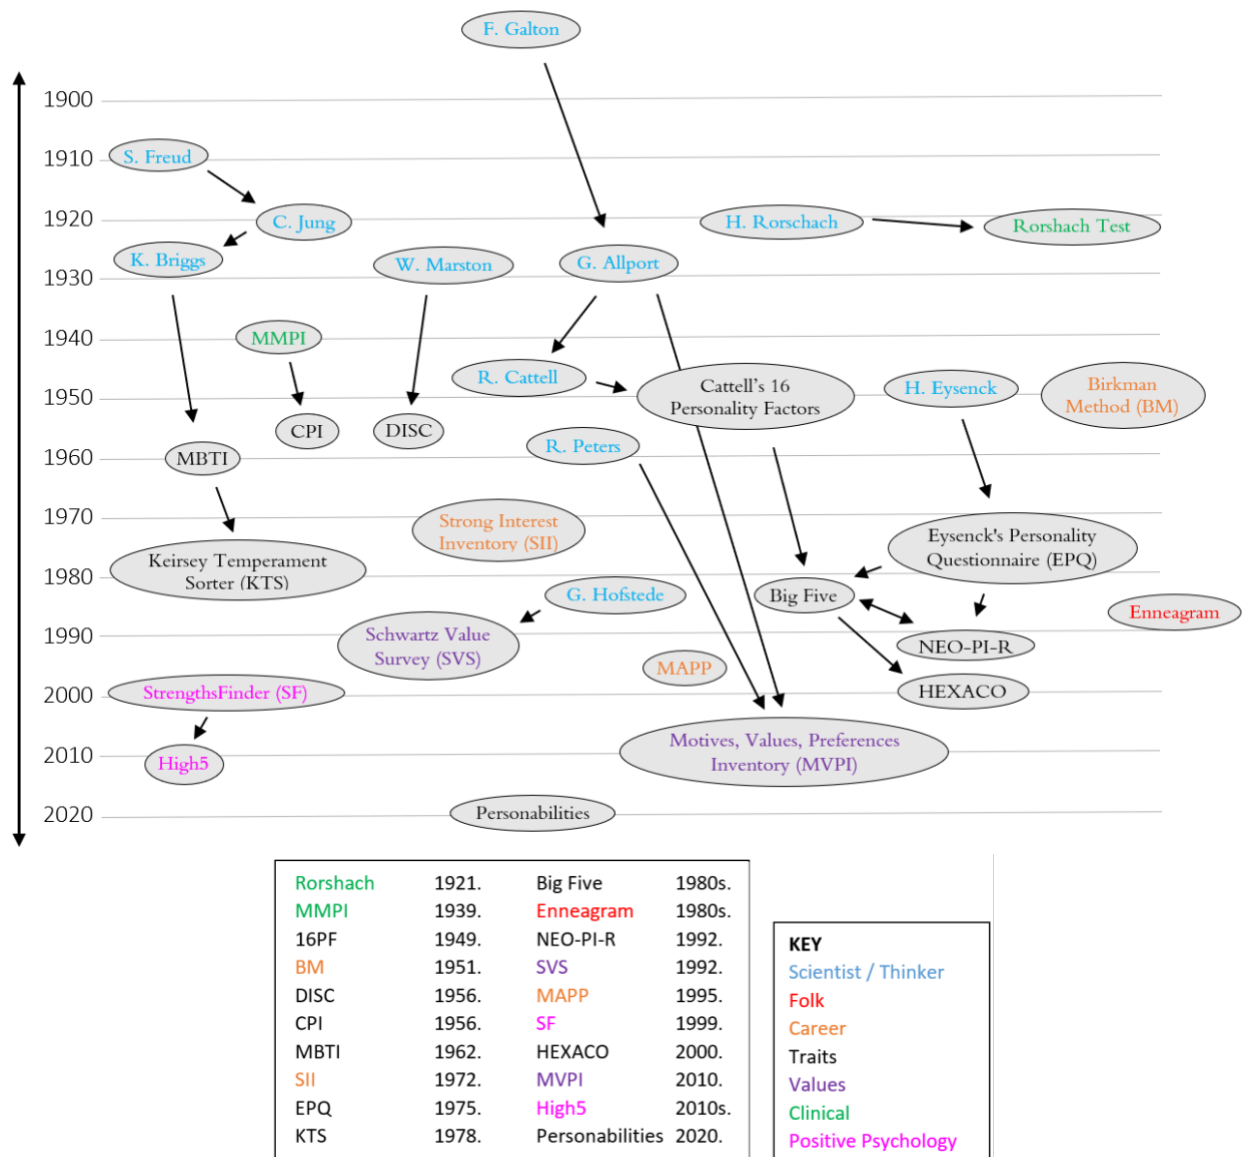 F. Galton
1900
S. Freud
1910
C. Jung
1920
H. Rorschach
Rorshach Test
K. Briggs
W. Marston
G. Allport
1930
MMPI
1940
R. Cattell
Cattell's 16
Personality Factors
H. Eysenck
Birkman
Method (BM)
1950
CPI
DISC
R. Peters
MBTI
1960
Strong Interest
Inventory (SII)
1970
Keirsey Temperament
Sorter (KTS)
Eysenck's Personality
Questionnaire (EPQ)
1980
G. Hofstede
Big Five
Enneagram
1990
Schwartz Value
Survey (SVS)
NEO-PI-R
MAPP
StrengthsFinder (SF)
HEXACO
2000
Motives, Values, Preferences
Inventory (MVPI)
2010
High5
Personabilities
2020
Rorshach 1921. Big Five 1980s.
MMPI 1939. Enneagram 1980s.
16PF 1949. NEO-PI-R 1992.
BM 1951. SVS 1992.
DISC 1956. MAPP 1995.
CPI 1956. SF 1999.
MBTI 1962. HEXACO 2000.
SII 1972. MVPI 2010.
EPQ 1975. High5 2010s.
KTS 1978. Personabilities 2020.
KEY
Scientist / Thinker
Folk
Career
Traits
Values
Clinical
Positive Psychology